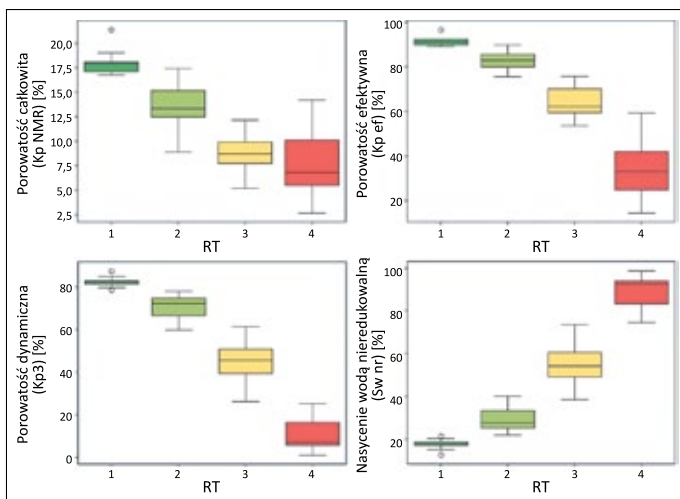 Porowatość całkowita
(Kp NMR) [%]
20,0
17,5
15,0
12,5
10,0
7,5
5,0
2,5
1 2 3 4
RT
Porowatość efektywna
(Kp ef) [%]
100
80
60
40
20
1 2 3 4
RT
Porowatość dynamiczna
(Kp3) [%]
80
60
40
20
0
1 2 3 4
RT
Nasycenie wodą nieredukowalną
(Sw nr) [%]
100
80
60
40
20
1 2 3 4
RT